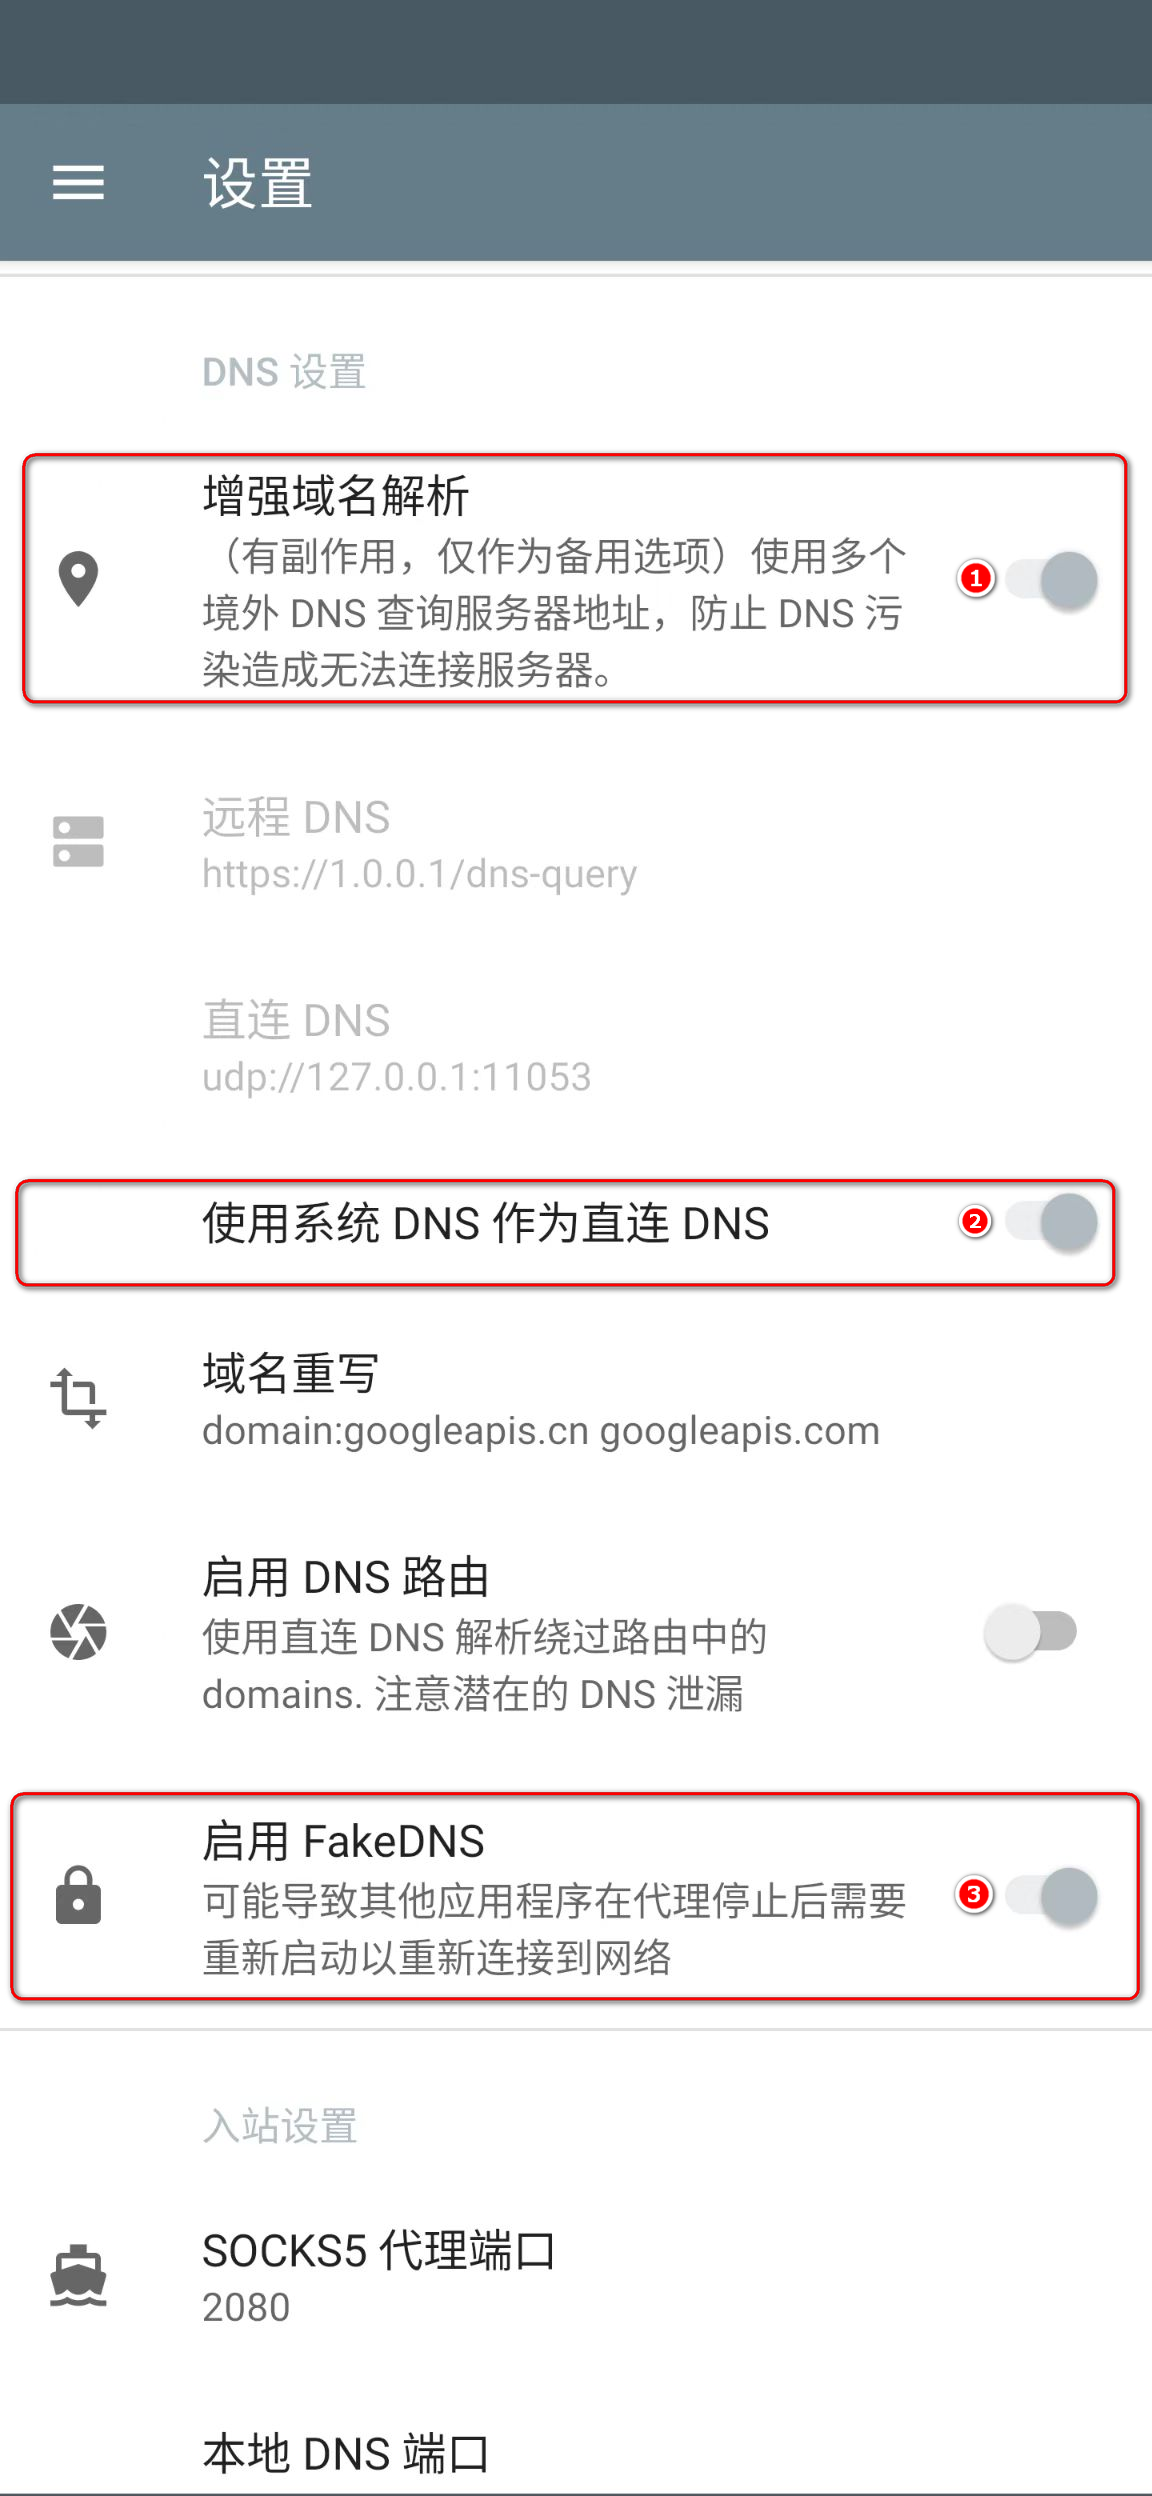 设置
DNS 设置
增强域名解析
（有副作用，仅作为备用选项）使用多个
境外 DNS 查询服务器地址，防止 DNS 污
染造成无法连接服务器。
1
远程 DNS
https://1.0.0.1/dns-query
直连 DNS
udp://127.0.0.1:11053
使用系统 DNS 作为直连 DNS
2
域名重写
domain:googleapis.cn googleapis.com
启用 DNS 路由
使用直连 DNS 解析绕过路由中的
domains. 注意潜在的 DNS 泄漏
启用 FakeDNS
可能导致其他应用程序在代理停止后需要
重新启动以重新连接到网络
3
入站设置
SOCKS5 代理端口
2080
本地 DNS 端口